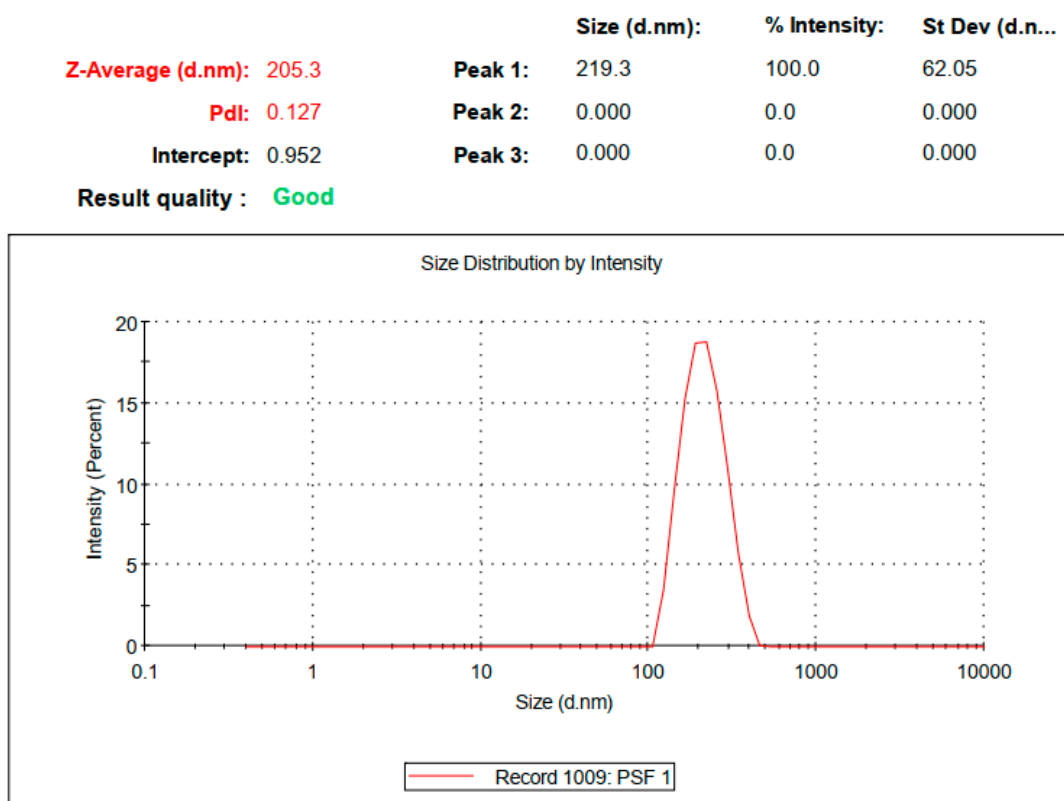 Size (d.nm): % Intensity: St Dev (d.n...
Z-Average (d.nm): 205.3 Peak 1: 219.3 100.0 62.05
PdI: 0.127 Peak 2: 0.000 0.0 0.000
Intercept: 0.952 Peak 3: 0.000 0.0 0.000
Result quality : Good
Size Distribution by Intensity
20
15
10
5
0
Intensity (Percent)
0.1 1 10 100 1000 10000
Size (d.nm)
Record 1009: PSF 1